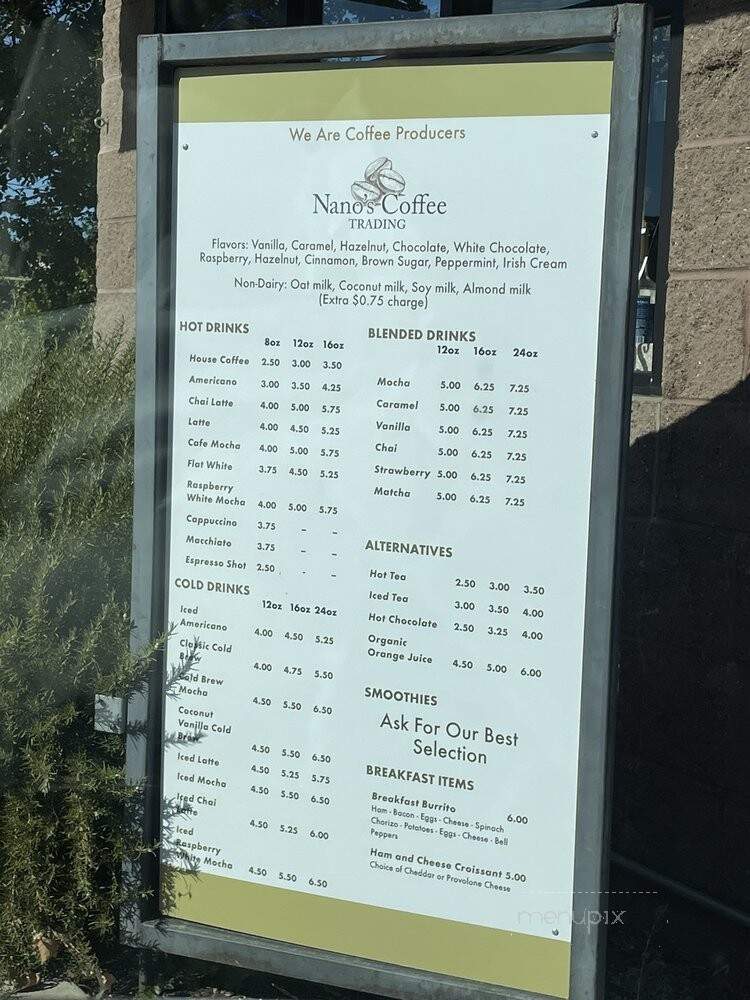 We Are Coffee Producers
Nano's Coffee
TRADING
Flavors: Vanilla, Caramel, Hazelnut, Chocolate, White Chocolate,
Raspberry, Hazelnut, Cinnamon, Brown Sugar, Peppermint, Irish Cream
Non-Dairy: Oat milk, Coconut milk, Soy milk, Almond milk
(Extra $0.75 charge)
HOT DRINKS
8oz 12oz 16oz
House Coffee 2.50 3.00 3.50
Americano 3.00 3.50 4.25
Chai Latte 4.00 5.00 5.75
Latte 4.00 4.50 5.25
Cafe Mocha 4.00 5.00 5.75
Flat White 3.75 4.50 5.25
Raspberry
White Mocha 4.00 5.00 5.75
Cappuccino 3.75 - -
Macchiato 3.75 - -
Espresso Shot 2.50 - -
COLD DRINKS
12oz 16oz 24oz
Iced
Americano 4.00 4.50 5.25
Classic Cold
Brew 4.00 4.75 5.50
Cold Brew
Mocha 4.50 5.50 6.50
Coconut
Vanilla Cold
Brew 4.50 5.50 6.50
Iced Latte 4.50 5.25 5.75
Iced Mocha 4.50 5.50 6.50
Iced Chai
Latte 4.50 5.25 6.00
Iced
Raspberry
White Mocha 4.50 5.50 6.50
BLENDED DRINKS
12oz 16oz 24oz
Mocha 5.00 6.25 7.25
Caramel 5.00 6.25 7.25
Vanilla 5.00 6.25 7.25
Chai 5.00 6.25 7.25
Strawberry 5.00 6.25 7.25
Matcha 5.00 6.25 7.25
ALTERNATIVES
Hot Tea 2.50 3.00 3.50
Iced Tea 3.00 3.50 4.00
Hot Chocolate 2.50 3.25 4.00
Organic
Orange Juice 4.50 5.00 6.00
SMOOTHIES
Ask For Our Best
Selection
BREAKFAST ITEMS
Breakfast Burrito 6.00
Ham - Bacon - Eggs - Cheese - Spinach
Chorizo - Potatoes - Eggs - Cheese - Bell
Peppers
Ham and Cheese Croissant 5.00
Choice of Cheddar or Provolone Cheese
menupix